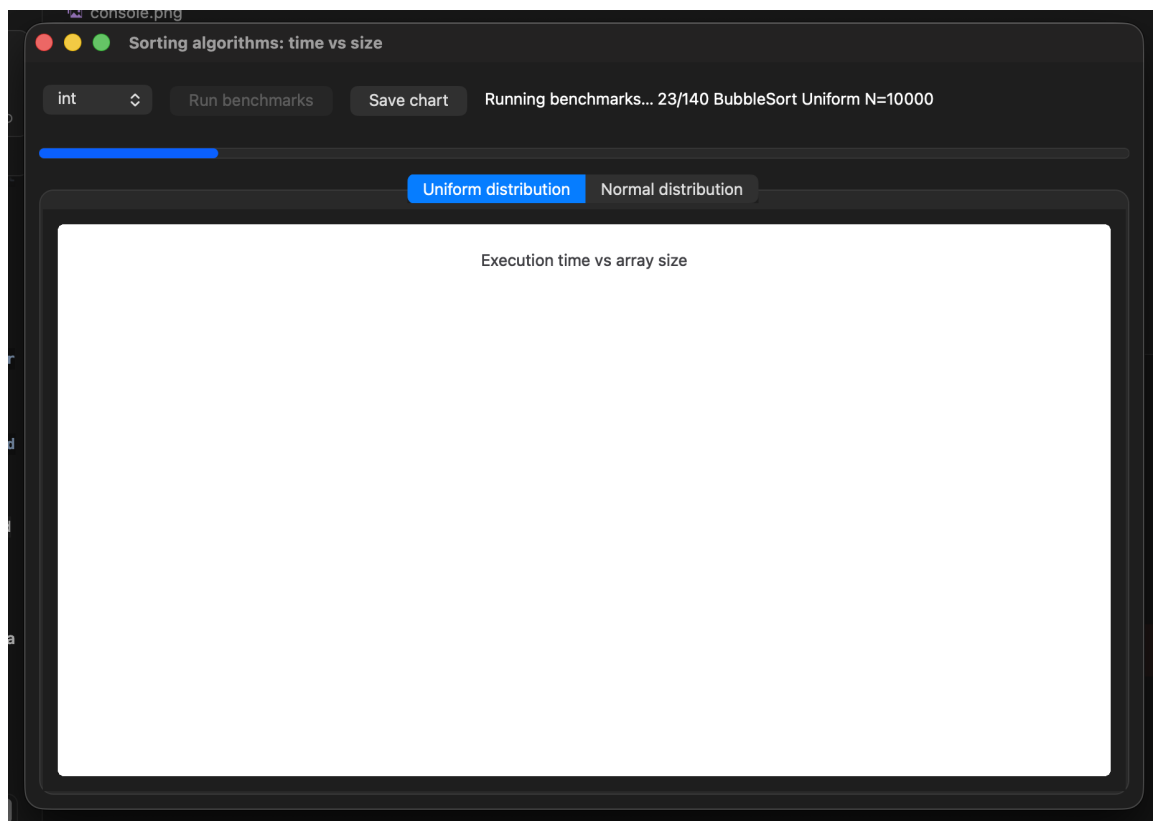 console.png
Sorting algorithms: time vs size
int Run benchmarks Save chart Running benchmarks... 23/140 BubbleSort Uniform N=10000
Uniform distribution Normal distribution
Execution time vs array size
r
d
d
a